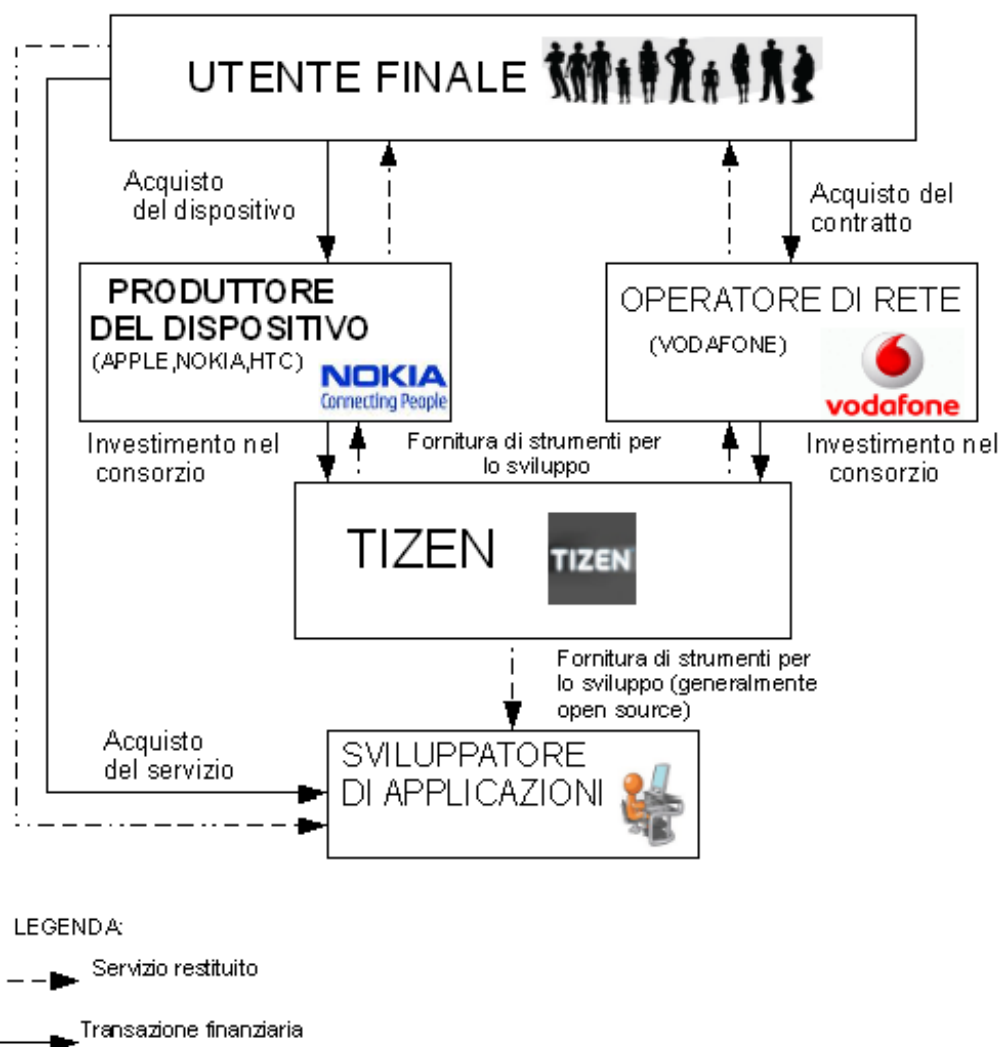 UTENTE FINALE
Acquisto
del dispositivo
Acquisto del
contratto
PRODUTTORE
DEL DISPOSITIVO
(APPLE,NOKIA,HTC)
NOKIA
Connecting People
OPERATORE DI RETE
(VODAFONE)
vodafone
Investimento nel
consorzio
Fornitura di strumenti per
lo sviluppo
Investimento nel
consorzio
TIZEN
TIZEN
Fornitura di strumenti per
lo sviluppo (generalmente
open source)
Acquisto
del servizio
SVILUPPATORE
DI APPLICAZIONI
LEGENDA:
Servizio restituito
Transazione finanziaria